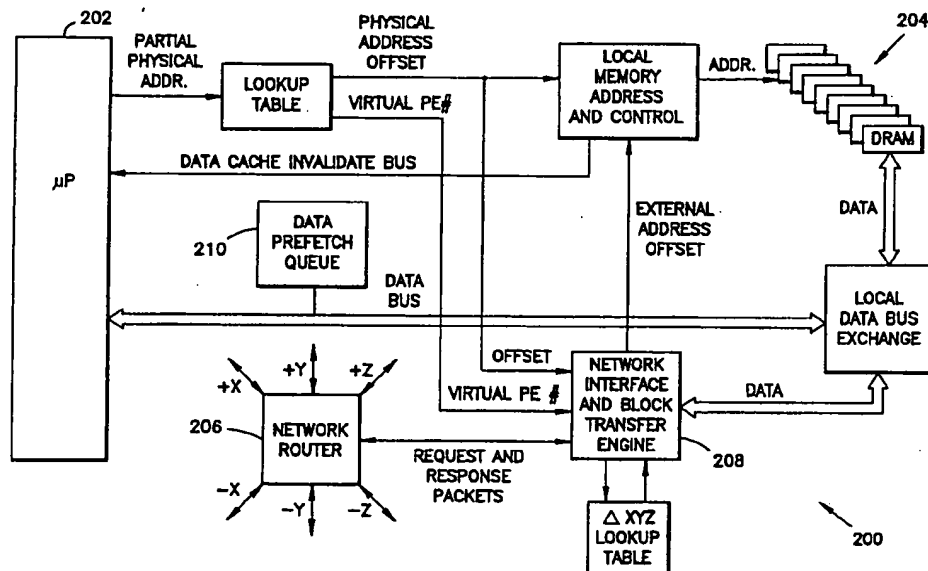 202
PARTIAL
PHYSICAL
ADDR.
LOOKUP
TABLE
PHYSICAL
ADDRESS
OFFSET
VIRTUAL PE#
LOCAL
MEMORY
ADDRESS
AND CONTROL
ADDR.
204
DRAM
μP
DATA CACHE INVALIDATE BUS
210
DATA
PREFETCH
QUEUE
EXTERNAL
ADDRESS
OFFSET
DATA
DATA
BUS
LOCAL
DATA BUS
EXCHANGE
OFFSET
VIRTUAL PE #
NETWORK
INTERFACE
AND BLOCK
TRANSFER
ENGINE
DATA
208
+X
+Y
+Z
206
NETWORK
ROUTER
-X
-Y
-Z
REQUEST AND
RESPONSE
PACKETS
△ XYZ
LOOKUP
TABLE
200